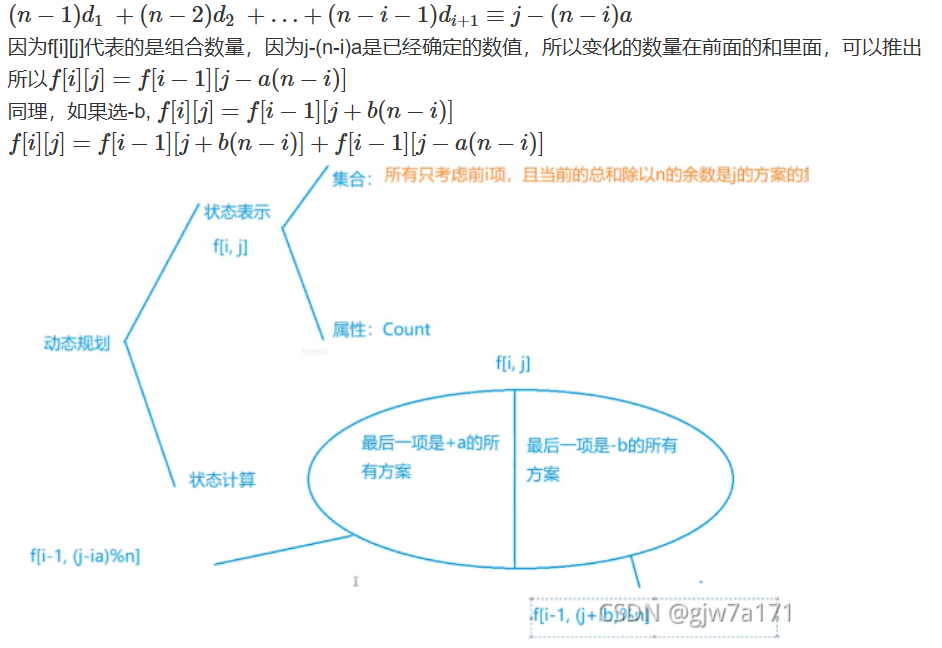 (n − 1)d₁ + (n − 2)d₂ + … + (n − i − 1)dᵢ₊₁ ≡ j − (n − i)a
因为f[i][j]代表的是组合数量，因为j-(n-i)a是已经确定的数值，所以变化的数量在前面的和里面，可以推出
所以f[i][j] = f[i − 1][j − a(n − i)]
同理，如果选-b, f[i][j] = f[i − 1][j + b(n − i)]
f[i][j] = f[i − 1][j + b(n − i)] + f[i − 1][j − a(n − i)]
集合：所有只考虑前i项，且当前的总和除以n的余数是j的方案的
状态表示
f[i, j]
属性：Count
动态规划
f[i, j]
最后一项是+a的所
有方案
最后一项是-b的所有
方案
状态计算
f[i-1, (j-ia)%n]
f[i-1, (j+ib)%n]
CSDN @gjw7a171